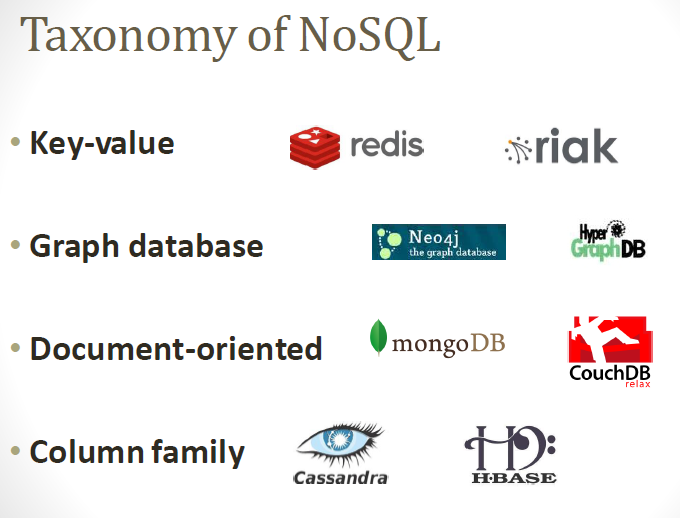 Taxonomy of NoSQL
• Key-value
redis
riak
• Graph database
Neo4j
the graph database
Hyper
GraphDB
• Document-oriented
mongoDB
CouchDB
relax
• Column family
Cassandra
H·BASE